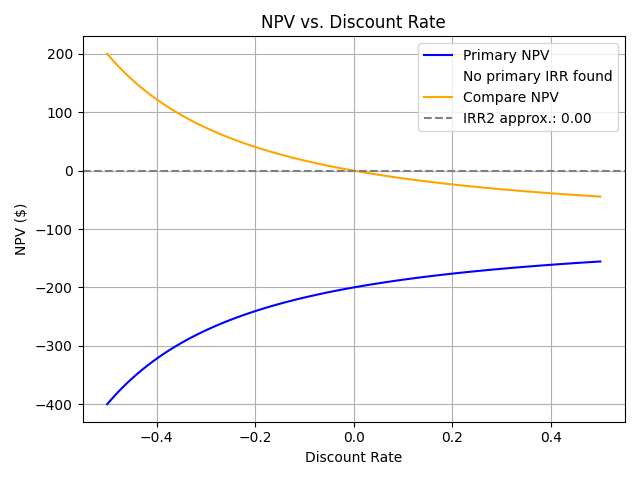 NPV vs. Discount Rate
Primary NPV
No primary IRR found
Compare NPV
IRR2 approx.: 0.00
NPV ($)
200
100
0
−100
−200
−300
−400
−0.4
−0.2
0.0
0.2
0.4
Discount Rate